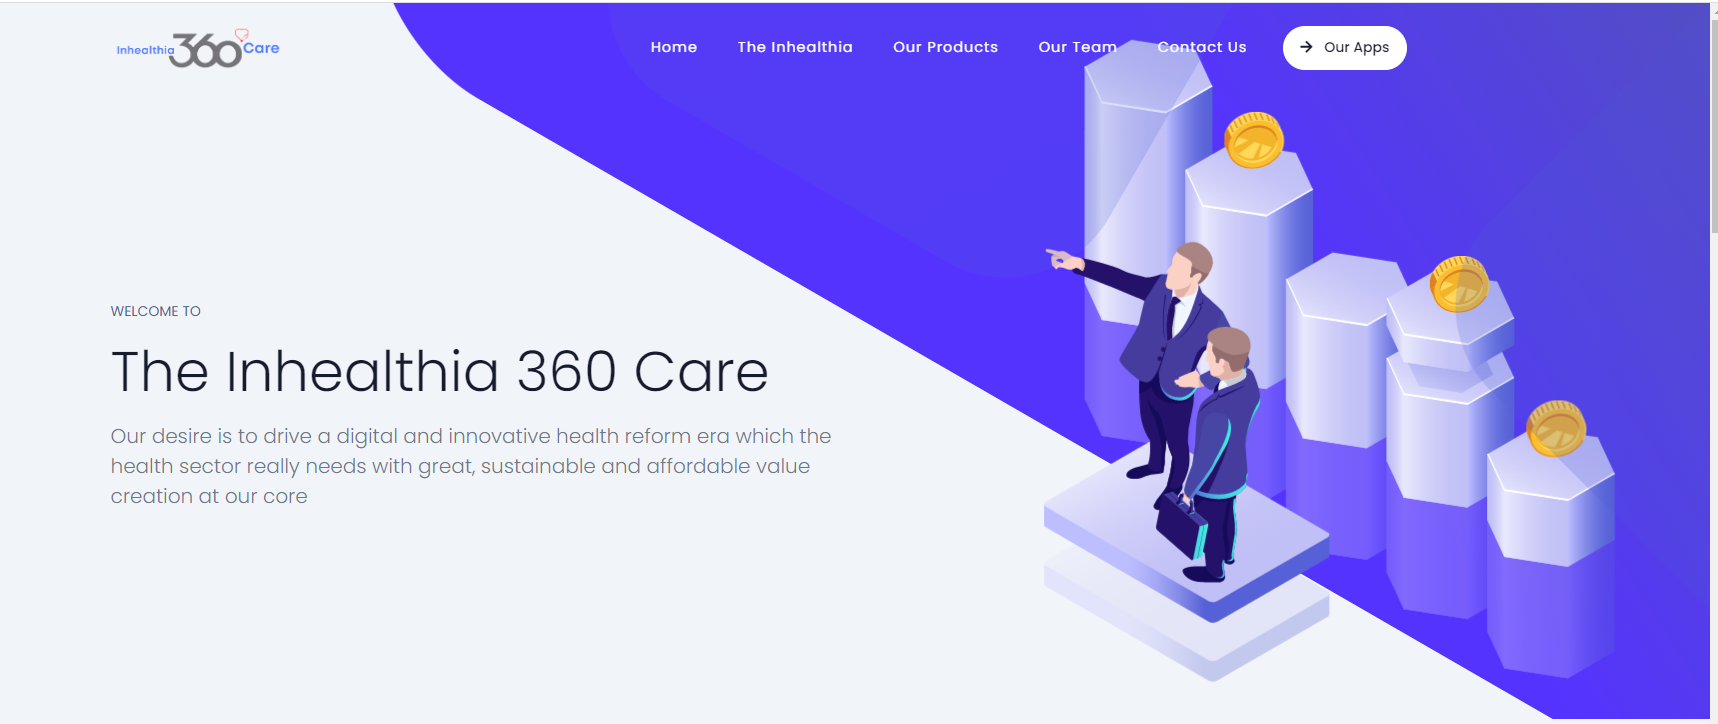 Inhealthia 360 Care
Home The Inhealthia Our Products Our Team Contact Us Our Apps
WELCOME TO
The Inhealthia 360 Care
Our desire is to drive a digital and innovative health reform era which the
health sector really needs with great, sustainable and affordable value
creation at our core